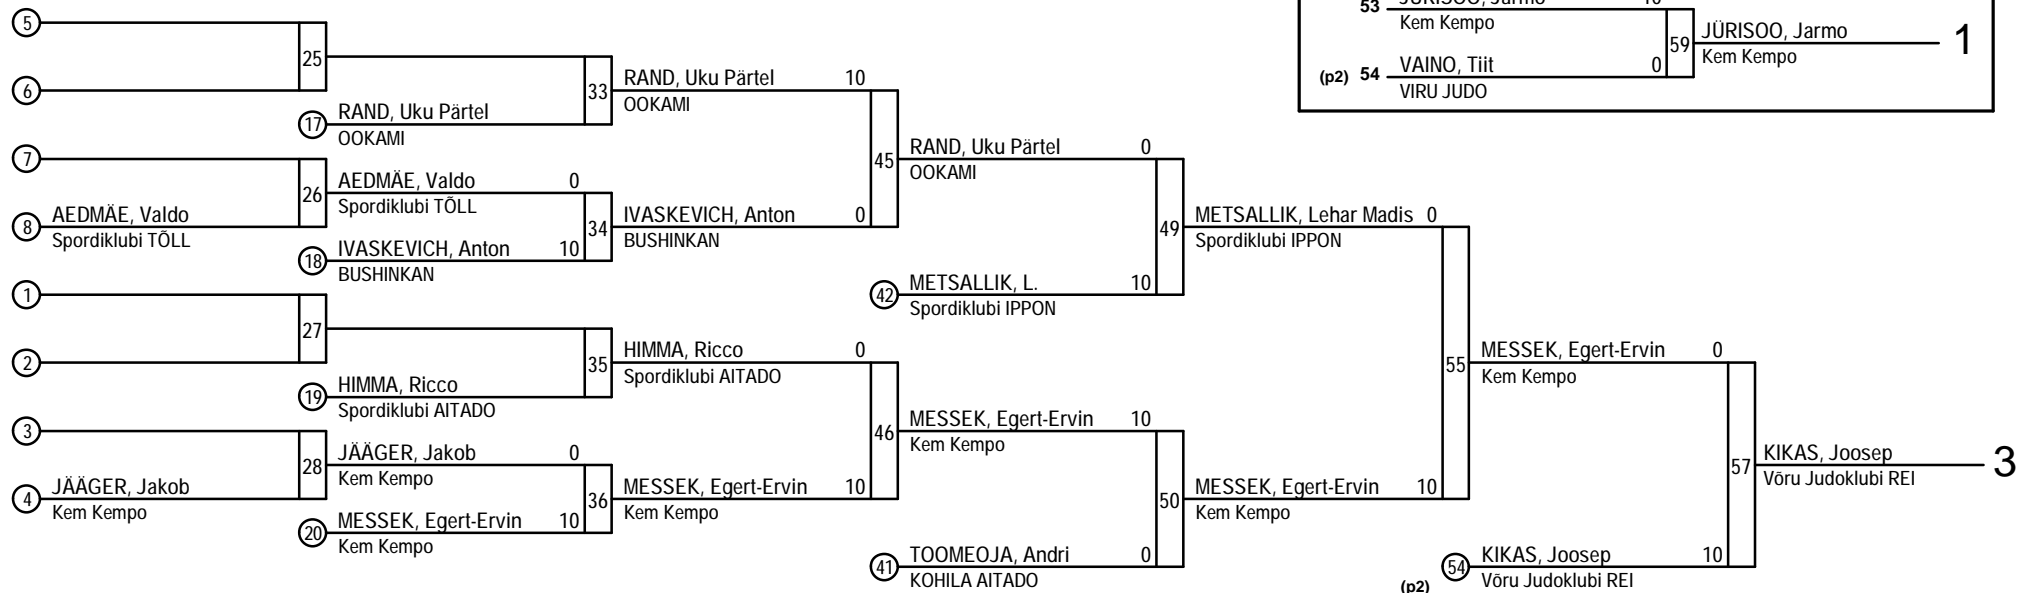 5
25
6
17 RAND, Uku Pärtel
OOKAMI
33
RAND, Uku Pärtel 10
OOKAMI
7
26
8 AEDMÄE, Valdo
Spordiklubi TÕLL
AEDMÄE, Valdo 0
Spordiklubi TÕLL
18 IVASKEVICH, Anton 10
BUSHINKAN
34
IVASKEVICH, Anton 0
BUSHINKAN
45
RAND, Uku Pärtel 0
OOKAMI
42 METSALLIK, L. 10
Spordiklubi IPPON
49
METSALLIK, Lehar Madis 0
Spordiklubi IPPON
1
27
2
19 HIMMA, Ricco
Spordiklubi AITADO
35
HIMMA, Ricco 0
Spordiklubi AITADO
3
28
4 JÄÄGER, Jakob
Kem Kempo
JÄÄGER, Jakob 0
Kem Kempo
20 MESSEK, Egert-Ervin 10
Kem Kempo
36
MESSEK, Egert-Ervin 10
Kem Kempo
46
MESSEK, Egert-Ervin 10
Kem Kempo
41 TOOMEOJA, Andri 0
KOHILA AITADO
50
MESSEK, Egert-Ervin 10
Kem Kempo
55
MESSEK, Egert-Ervin 0
Kem Kempo
(p2) 54 KIKAS, Joosep 10
Võru Judoklubi REI
57
KIKAS, Joosep
Võru Judoklubi REI
3
53 JÜRISOO, Jarmo 10
Kem Kempo
(p2) 54 VAINO, Tiit 0
VIRU JUDO
59
JÜRISOO, Jarmo
Kem Kempo
1